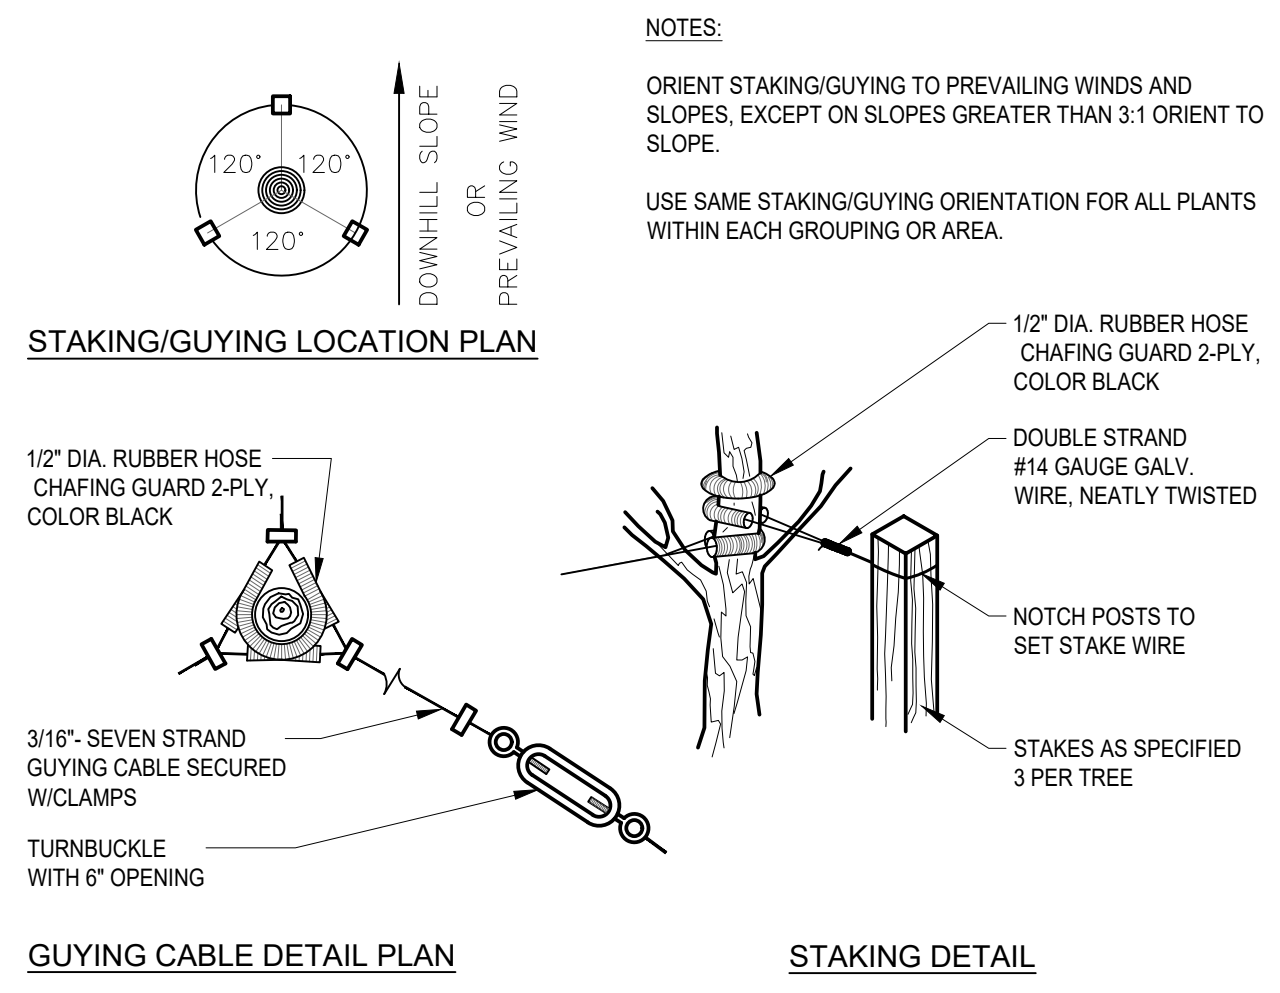 NOTES:
ORIENT STAKING/GUYING TO PREVAILING WINDS AND
SLOPES, EXCEPT ON SLOPES GREATER THAN 3:1 ORIENT TO
SLOPE.
USE SAME STAKING/GUYING ORIENTATION FOR ALL PLANTS
WITHIN EACH GROUPING OR AREA.
120°
120°
120°
DOWNHILL SLOPE
OR
PREVAILING WIND
STAKING/GUYING LOCATION PLAN
1/2" DIA. RUBBER HOSE
CHAFING GUARD 2-PLY,
COLOR BLACK
3/16"- SEVEN STRAND
GUYING CABLE SECURED
W/CLAMPS
TURNBUCKLE
WITH 6" OPENING
GUYING CABLE DETAIL PLAN
1/2" DIA. RUBBER HOSE
CHAFING GUARD 2-PLY,
COLOR BLACK
DOUBLE STRAND
#14 GAUGE GALV.
WIRE, NEATLY TWISTED
NOTCH POSTS TO
SET STAKE WIRE
STAKES AS SPECIFIED
3 PER TREE
STAKING DETAIL